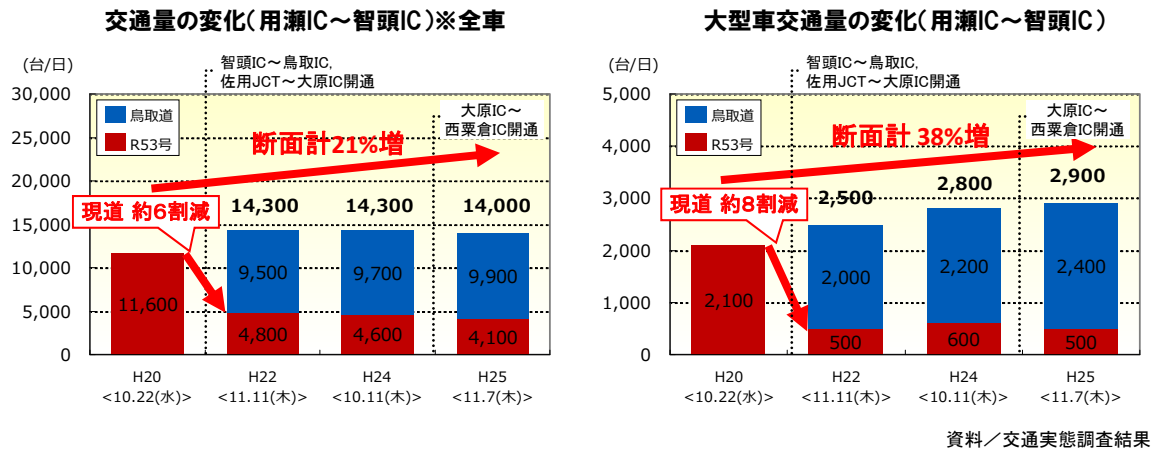 交通量の変化(用瀬IC～智頭IC)※全車
(台/日)
智頭IC～鳥取IC,
佐用JCT～大原IC開通
30,000
25,000
20,000
15,000
10,000
5,000
0
鳥取道
R53号
大原IC～
西粟倉IC開通
断面計21%増
現道 約6割減
14,300
14,300
14,000
9,500
9,700
9,900
11,600
4,800
4,600
4,100
H20
<10.22(水)>
H22
<11.11(木)>
H24
<10.11(木)>
H25
<11.7(木)>
大型車交通量の変化(用瀬IC～智頭IC)
(台/日)
智頭IC～鳥取IC,
佐用JCT～大原IC開通
5,000
4,000
3,000
2,000
1,000
0
鳥取道
R53号
大原IC～
西粟倉IC開通
断面計 38%増
現道 約8割減
2,500
2,800
2,900
2,000
2,200
2,400
2,100
500
600
500
H20
<10.22(水)>
H22
<11.11(木)>
H24
<10.11(木)>
H25
<11.7(木)>
資料／交通実態調査結果